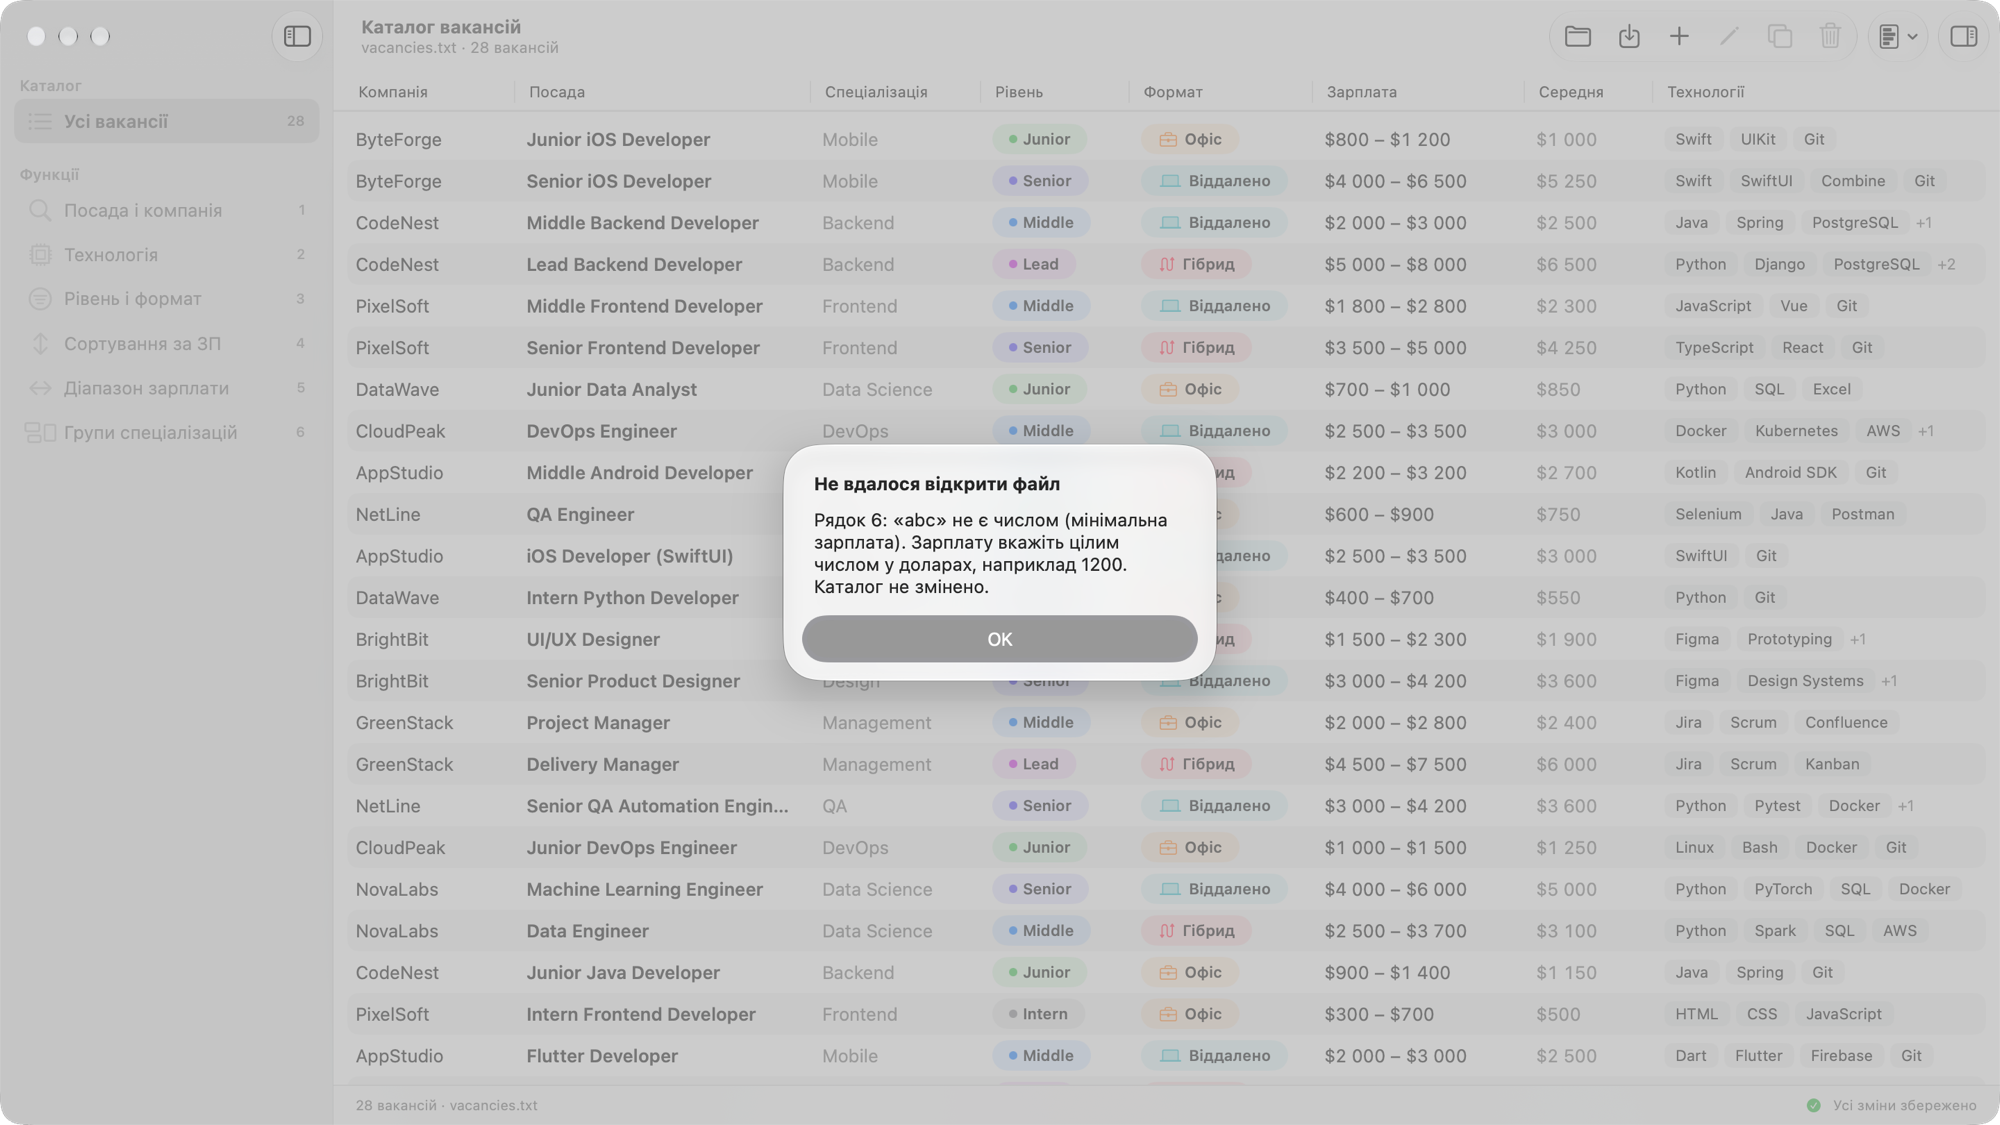 Каталог вакансій
vacancies.txt · 28 вакансій
Каталог
Усі вакансії 28
Функції
Посада і компанія 1
Технологія 2
Рівень і формат 3
Сортування за ЗП 4
Діапазон зарплати 5
Групи спеціалізацій 6
Компанія Посада Спеціалізація Рівень Формат Зарплата Середня Технології
ByteForge Junior iOS Developer Mobile Junior Офіс $800 – $1 200 $1 000 Swift UIKit Git
ByteForge Senior iOS Developer Mobile Senior Віддалено $4 000 – $6 500 $5 250 Swift SwiftUI Combine Git
CodeNest Middle Backend Developer Backend Middle Віддалено $2 000 – $3 000 $2 500 Java Spring PostgreSQL +1
CodeNest Lead Backend Developer Backend Lead Гібрид $5 000 – $8 000 $6 500 Python Django PostgreSQL +2
PixelSoft Middle Frontend Developer Frontend Middle Віддалено $1 800 – $2 800 $2 300 JavaScript Vue Git
PixelSoft Senior Frontend Developer Frontend Senior Гібрид $3 500 – $5 000 $4 250 TypeScript React Git
DataWave Junior Data Analyst Data Science Junior Офіс $700 – $1 000 $850 Python SQL Excel
CloudPeak DevOps Engineer DevOps Middle Віддалено $2 500 – $3 500 $3 000 Docker Kubernetes AWS +1
AppStudio Middle Android Developer $2 200 – $3 200 $2 700 Kotlin Android SDK Git
NetLine QA Engineer $600 – $900 $750 Selenium Java Postman
AppStudio iOS Developer (SwiftUI) $2 500 – $3 500 $3 000 SwiftUI Git
DataWave Intern Python Developer $400 – $700 $550 Python Git
BrightBit UI/UX Designer $1 500 – $2 300 $1 900 Figma Prototyping +1
BrightBit Senior Product Designer Design Senior Віддалено $3 000 – $4 200 $3 600 Figma Design Systems +1
GreenStack Project Manager Management Middle Офіс $2 000 – $2 800 $2 400 Jira Scrum Confluence
GreenStack Delivery Manager Management Lead Гібрид $4 500 – $7 500 $6 000 Jira Scrum Kanban
NetLine Senior QA Automation Engin... QA Senior Віддалено $3 000 – $4 200 $3 600 Python Pytest Docker +1
CloudPeak Junior DevOps Engineer DevOps Junior Офіс $1 000 – $1 500 $1 250 Linux Bash Docker Git
NovaLabs Machine Learning Engineer Data Science Senior Віддалено $4 000 – $6 000 $5 000 Python PyTorch SQL Docker
NovaLabs Data Engineer Data Science Middle Гібрид $2 500 – $3 700 $3 100 Python Spark SQL AWS
CodeNest Junior Java Developer Backend Junior Офіс $900 – $1 400 $1 150 Java Spring Git
PixelSoft Intern Frontend Developer Frontend Intern Офіс $300 – $700 $500 HTML CSS JavaScript
AppStudio Flutter Developer Mobile Middle Віддалено $2 000 – $3 000 $2 500 Dart Flutter Firebase Git
Не вдалося відкрити файл
Рядок 6: «abc» не є числом (мінімальна
зарплата). Зарплату вкажіть цілим
числом у доларах, наприклад 1200.
Каталог не змінено.
OK
28 вакансій · vacancies.txt
Усі зміни збережено